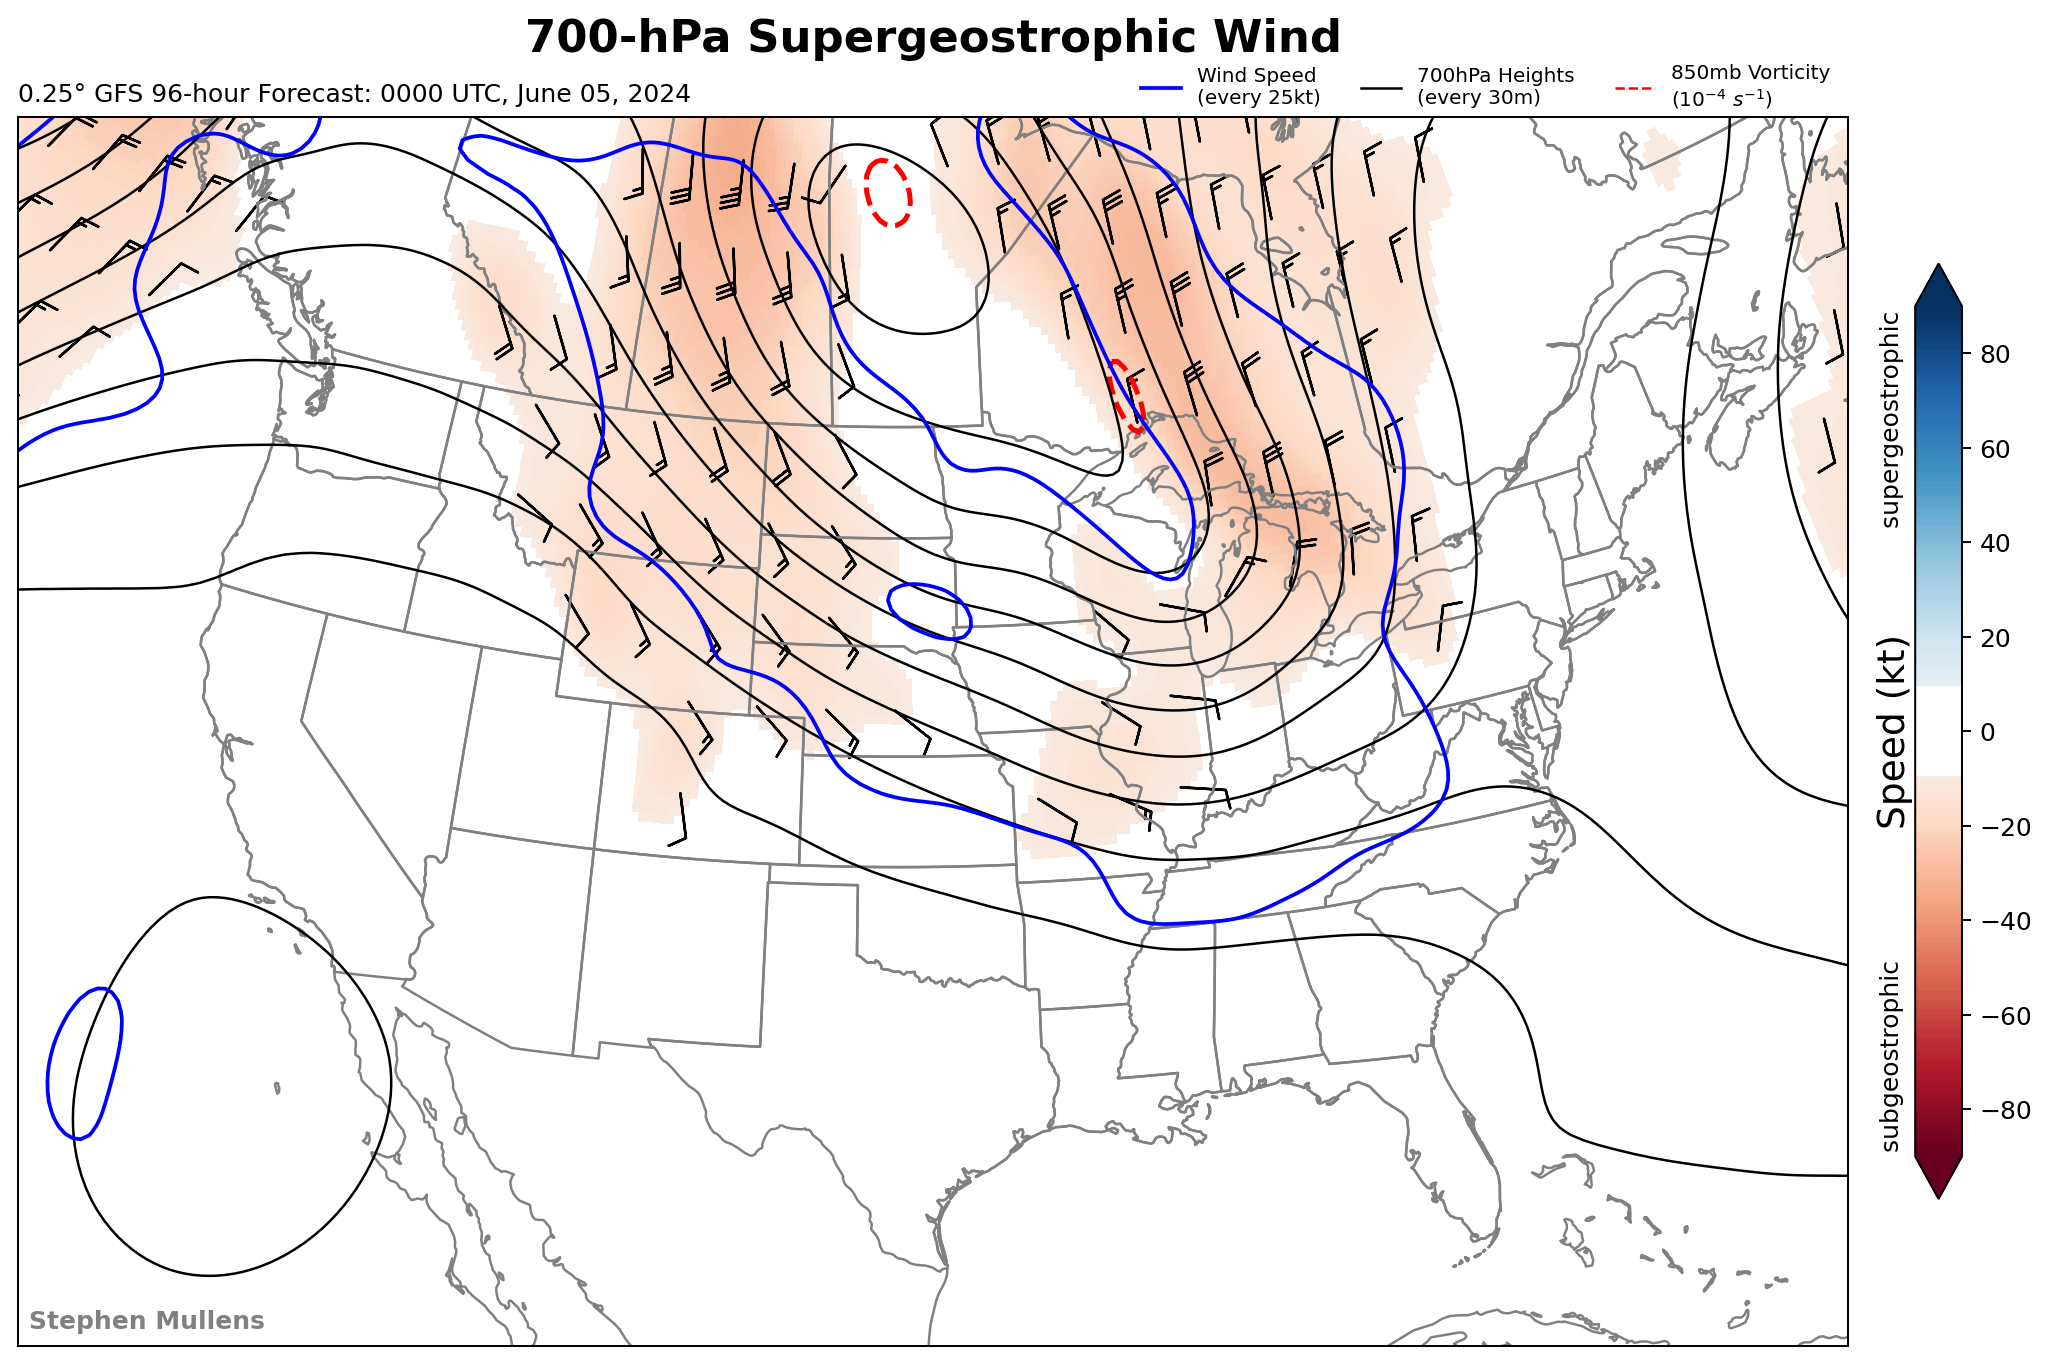 700-hPa Supergeostrophic Wind
0.25° GFS 96-hour Forecast: 0000 UTC, June 05, 2024
Wind Speed
(every 25kt)
700hPa Heights
(every 30m)
850mb Vorticity
(10⁻⁴ s⁻¹)
supergeostrophic
Speed (kt)
subgeostrophic
80
60
40
20
0
−20
−40
−60
−80
Stephen Mullens